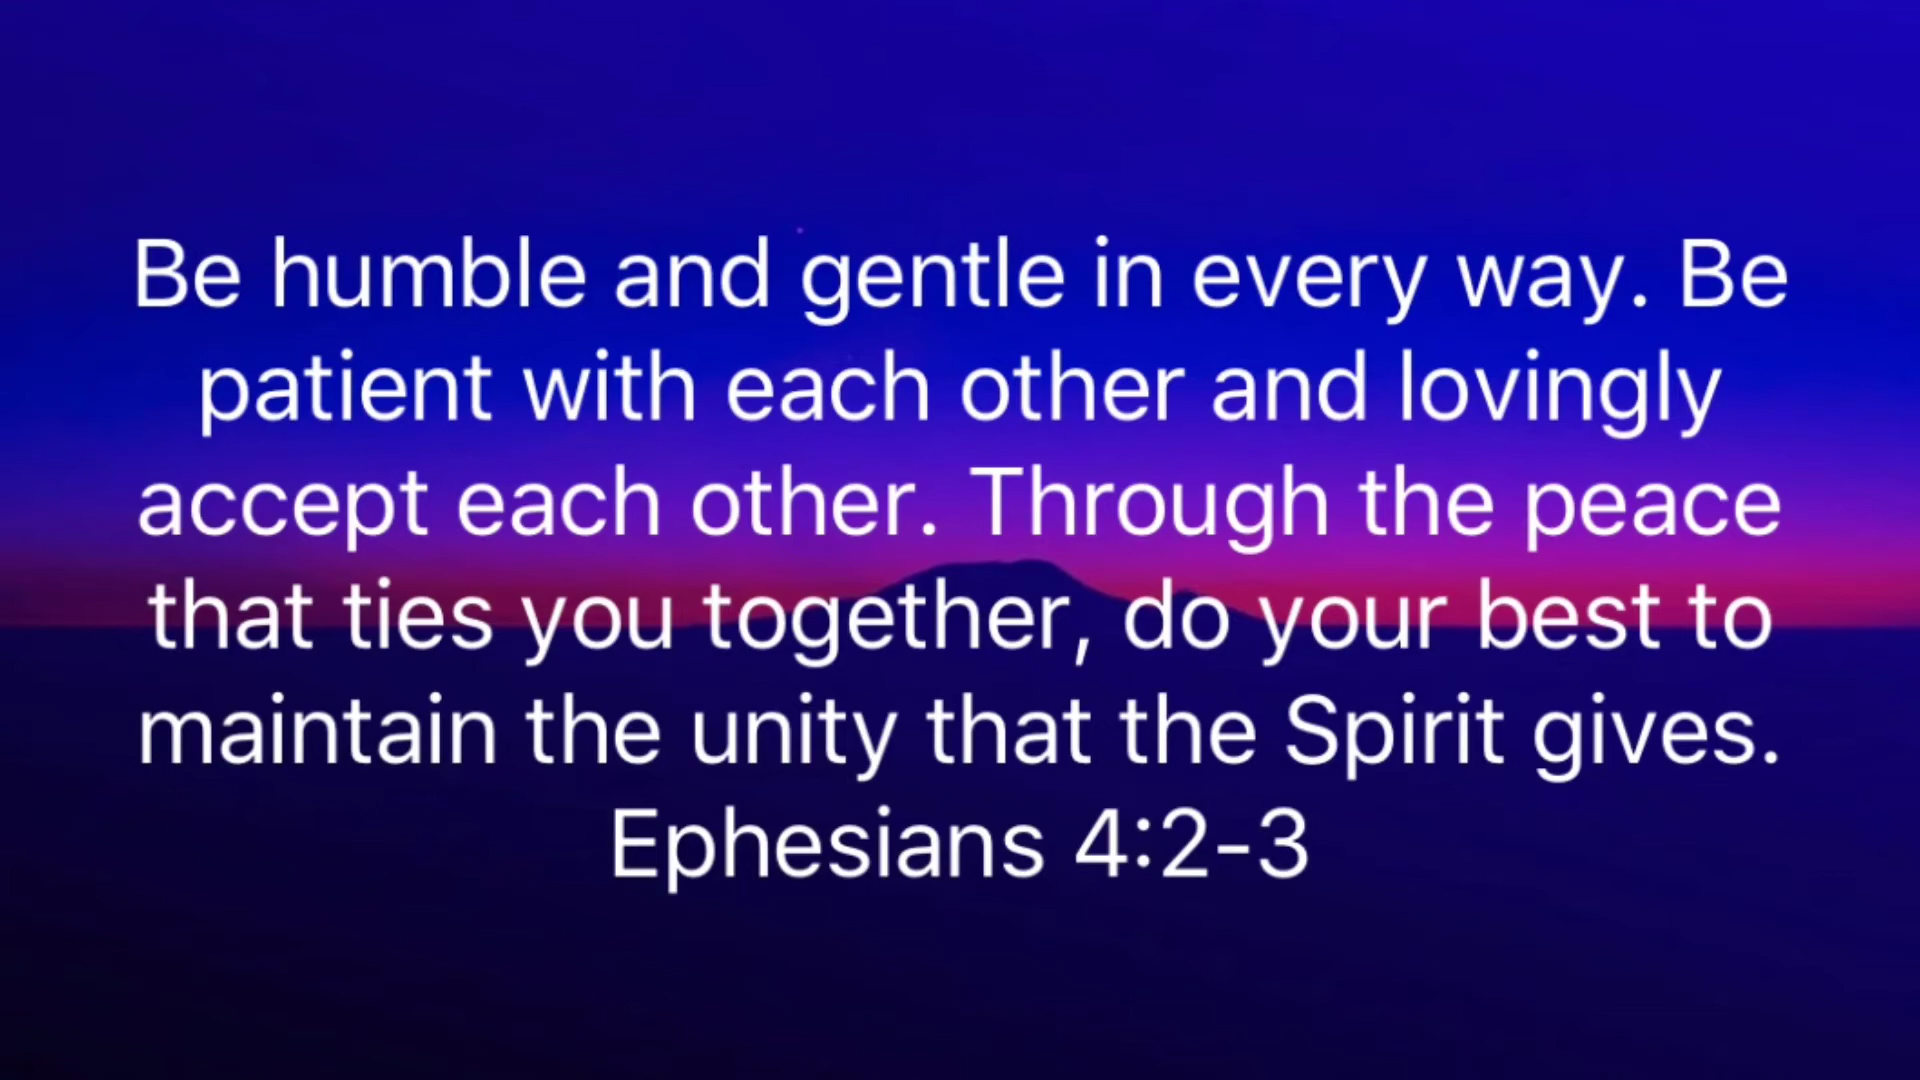 Be humble and gentle in every way. Be
patient with each other and lovingly
accept each other. Through the peace
that ties you together, do your best to
maintain the unity that the Spirit gives.
Ephesians 4:2-3